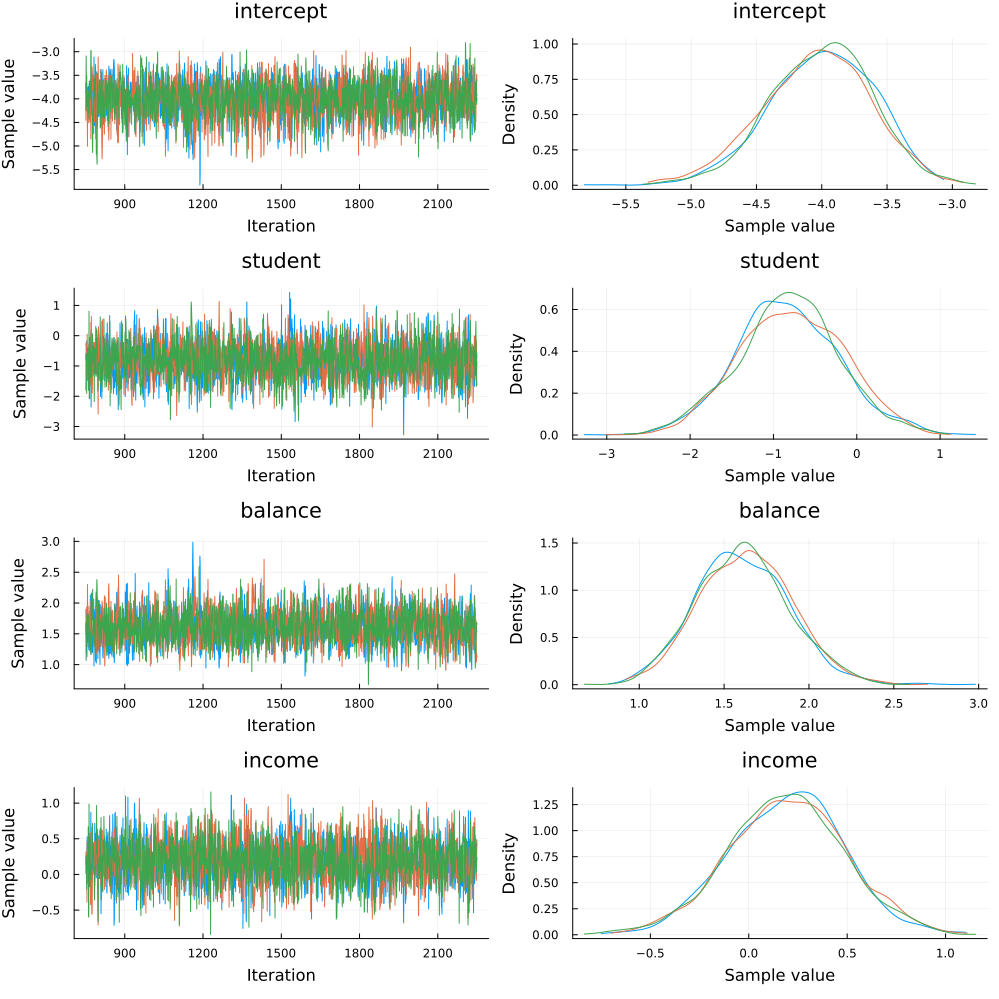 intercept
Sample value
−3.0
−3.5
−4.0
−4.5
−5.0
−5.5
900 1200 1500 1800 2100
Iteration
intercept
Density
1.00
0.75
0.50
0.25
0.00
−5.5 −5.0 −4.5 −4.0 −3.5 −3.0
Sample value
student
Sample value
1
0
−1
−2
−3
900 1200 1500 1800 2100
Iteration
student
Density
0.6
0.4
0.2
0.0
−3 −2 −1 0 1
Sample value
balance
Sample value
3.0
2.5
2.0
1.5
1.0
900 1200 1500 1800 2100
Iteration
balance
Density
1.5
1.0
0.5
0.0
1.0 1.5 2.0 2.5 3.0
Sample value
income
Sample value
1.0
0.5
0.0
−0.5
900 1200 1500 1800 2100
Iteration
income
Density
1.25
1.00
0.75
0.50
0.25
0.00
−0.5 0.0 0.5 1.0
Sample value